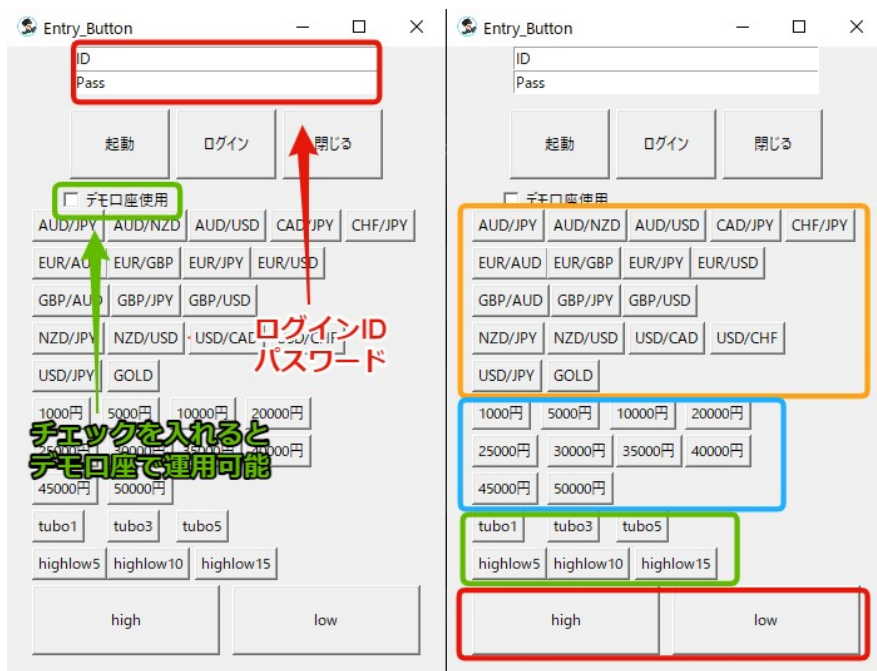 Entry_Button
ID
Pass
起動 ログイン 閉じる
デモ口座使用
AUD/JPY AUD/NZD AUD/USD CAD/JPY CHF/JPY
EUR/AUD EUR/GBP EUR/JPY EUR/USD
GBP/AUD GBP/JPY GBP/USD
NZD/JPY NZD/USD USD/CAD USD/CHF
ログインID
パスワード
USD/JPY GOLD
1000円 5000円 10000円 20000円
チェックを入れると
デモ口座で運用可能
25000円 30000円 35000円 40000円
45000円 50000円
tubo1 tubo3 tubo5
highlow5 highlow10 highlow15
high low
Entry_Button
ID
Pass
起動 ログイン 閉じる
デモ口座使用
AUD/JPY AUD/NZD AUD/USD CAD/JPY CHF/JPY
EUR/AUD EUR/GBP EUR/JPY EUR/USD
GBP/AUD GBP/JPY GBP/USD
NZD/JPY NZD/USD USD/CAD USD/CHF
USD/JPY GOLD
1000円 5000円 10000円 20000円
25000円 30000円 35000円 40000円
45000円 50000円
tubo1 tubo3 tubo5
highlow5 highlow10 highlow15
high low